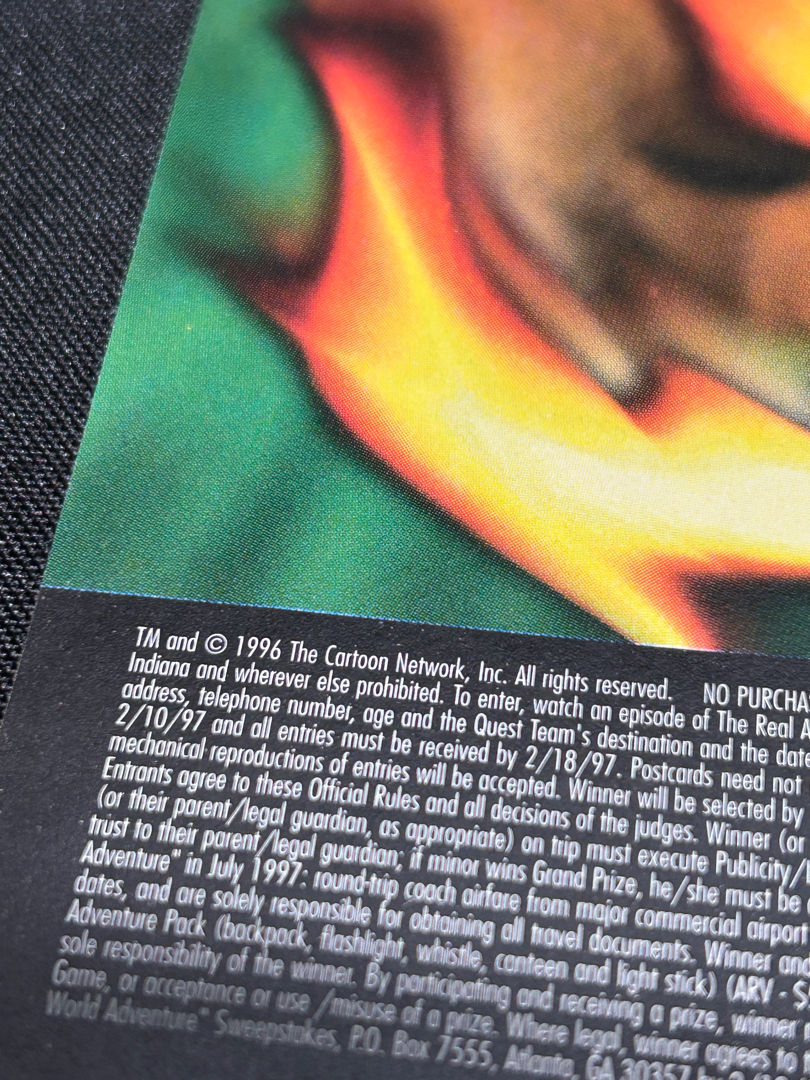 TM and © 1996 The Cartoon Network, Inc. All rights reserved. NO PURCHA
Indiana and wherever else prohibited. To enter, watch an episode of The Real A
address, telephone number, age and the Quest Team's destination and the date
2/10/97 and all entries must be received by 2/18/97. Postcards need not
mechanical reproductions of entries will be accepted. Winner will be selected by
Entrants agree to these Official Rules and all decisions of the judges. Winner (or
(or their parent/legal guardian, as appropriate) on trip must execute Publicity/
trust to their parent/legal guardian; if minor wins Grand Prize, he/she must be
Adventure" in July 1997: round-trip coach airfare from major commercial airport
dates, and are solely responsible for obtaining all travel documents. Winner and
Adventure Pack (backpack, flashlight, whistle, canteen and light stick) (ARV - $
sole responsibility of the winner. By participating and receiving a prize, winner
Game, or acceptance or use /misuse of a prize. Where legal, winner agrees to
World Adventure" Sweepstakes, P.O. Box 7555, Atlanta, GA 30357